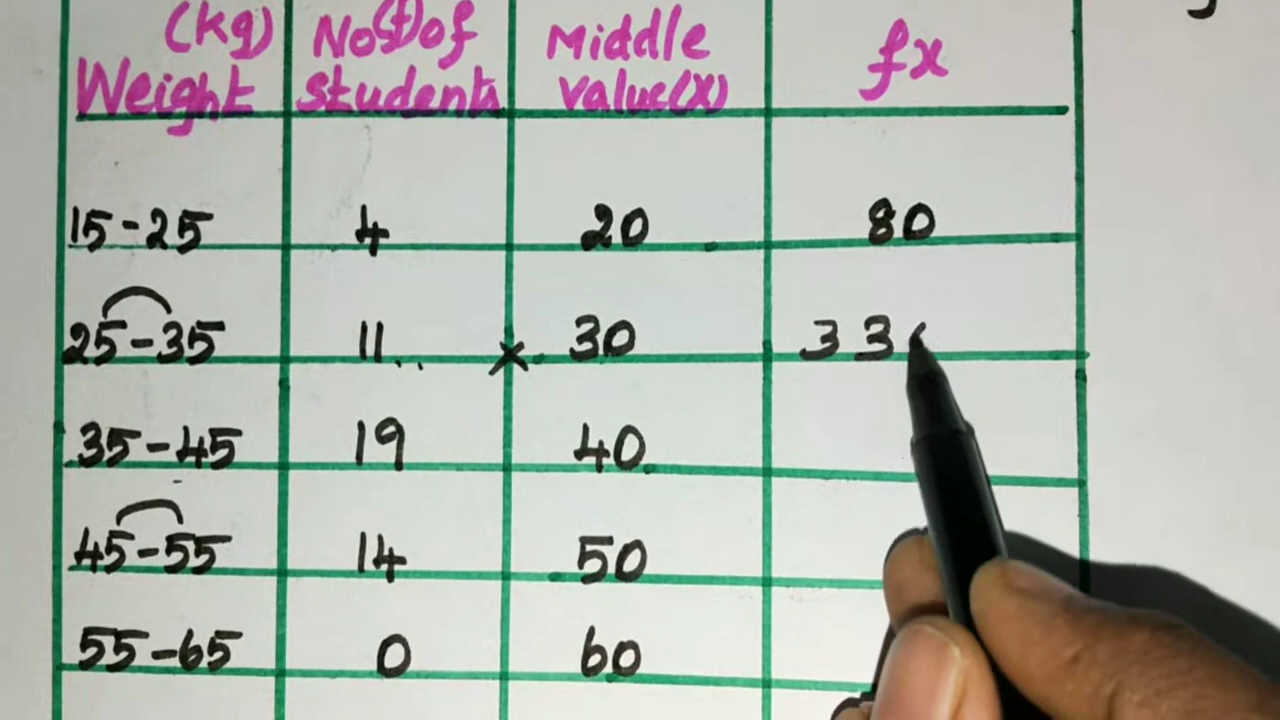 (Kg) Weight No(f)of students Middle value(x) fx
15-25 4 20 80
25-35 11.. × 30 33
35-45 19 40
45-55 14 50
55-65 0 60